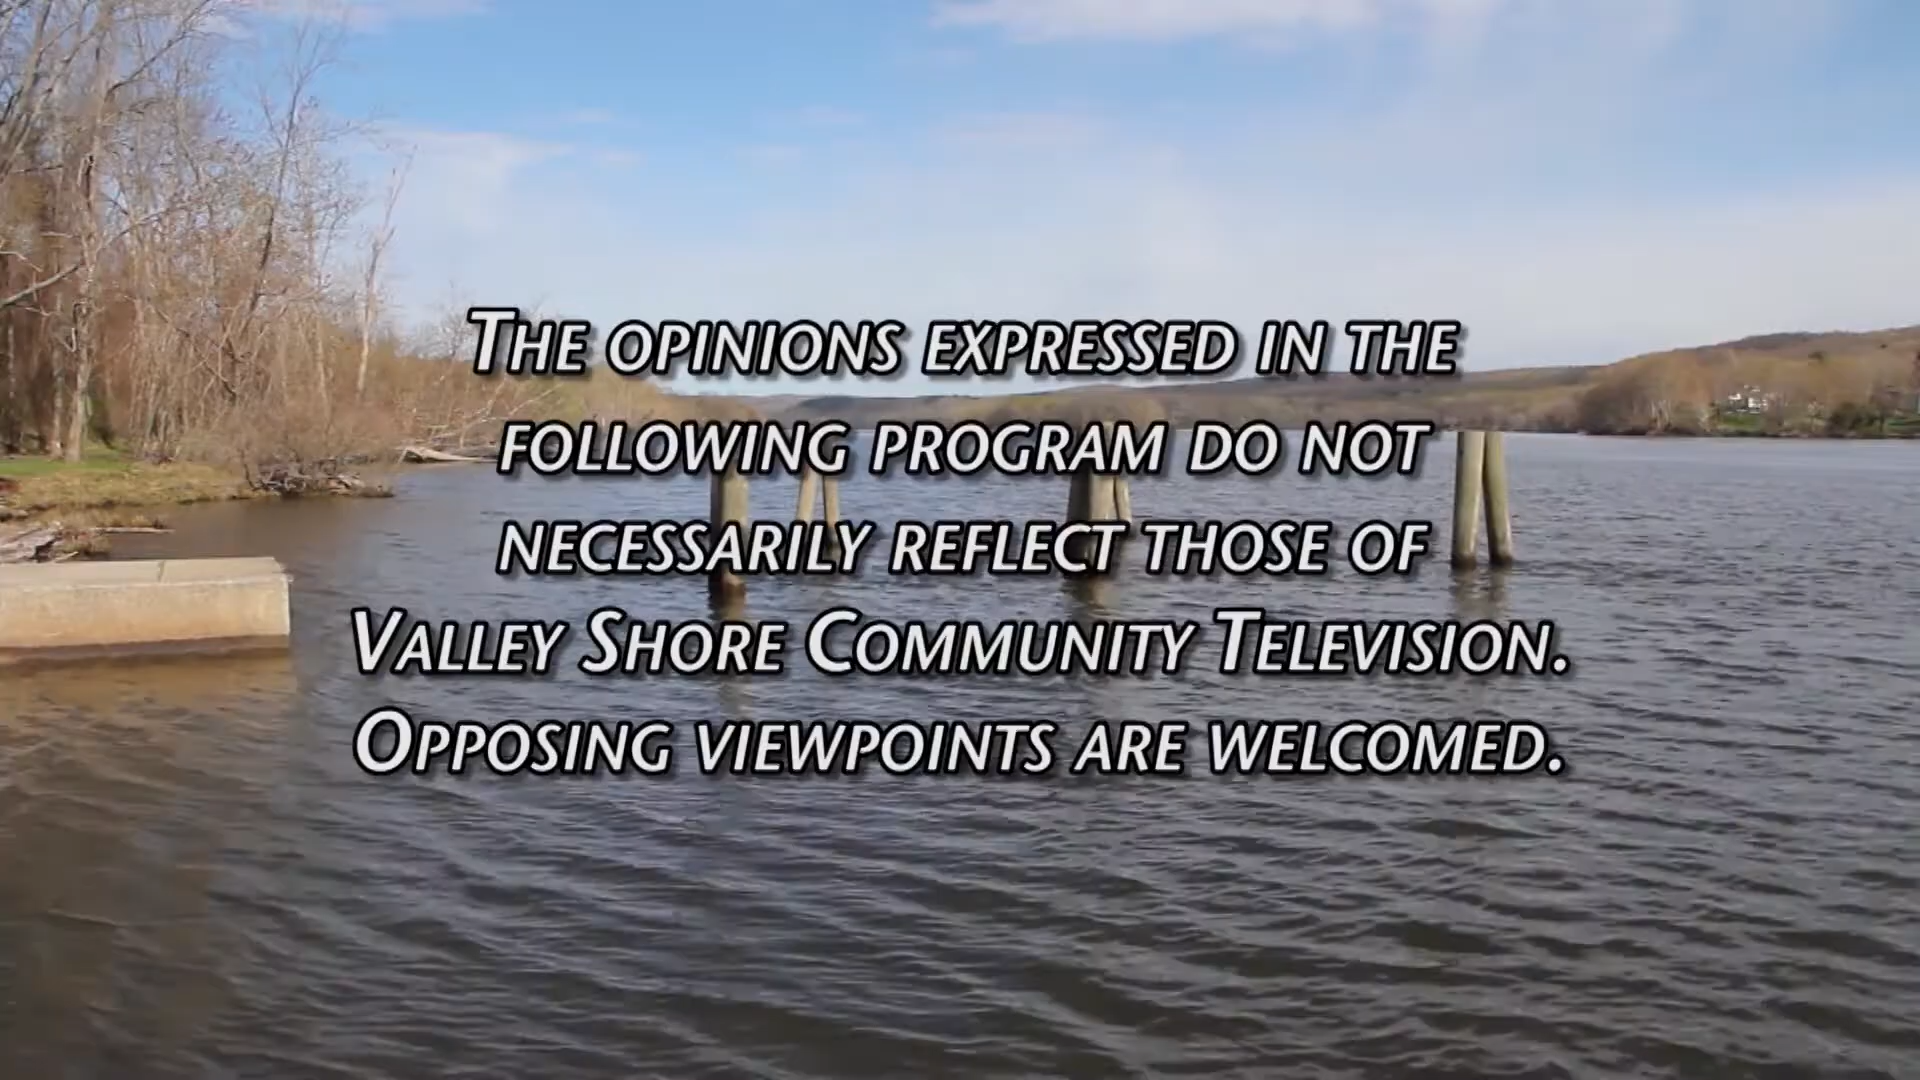 The opinions expressed in the
following program do not
necessarily reflect those of
Valley Shore Community Television.
Opposing viewpoints are welcomed.